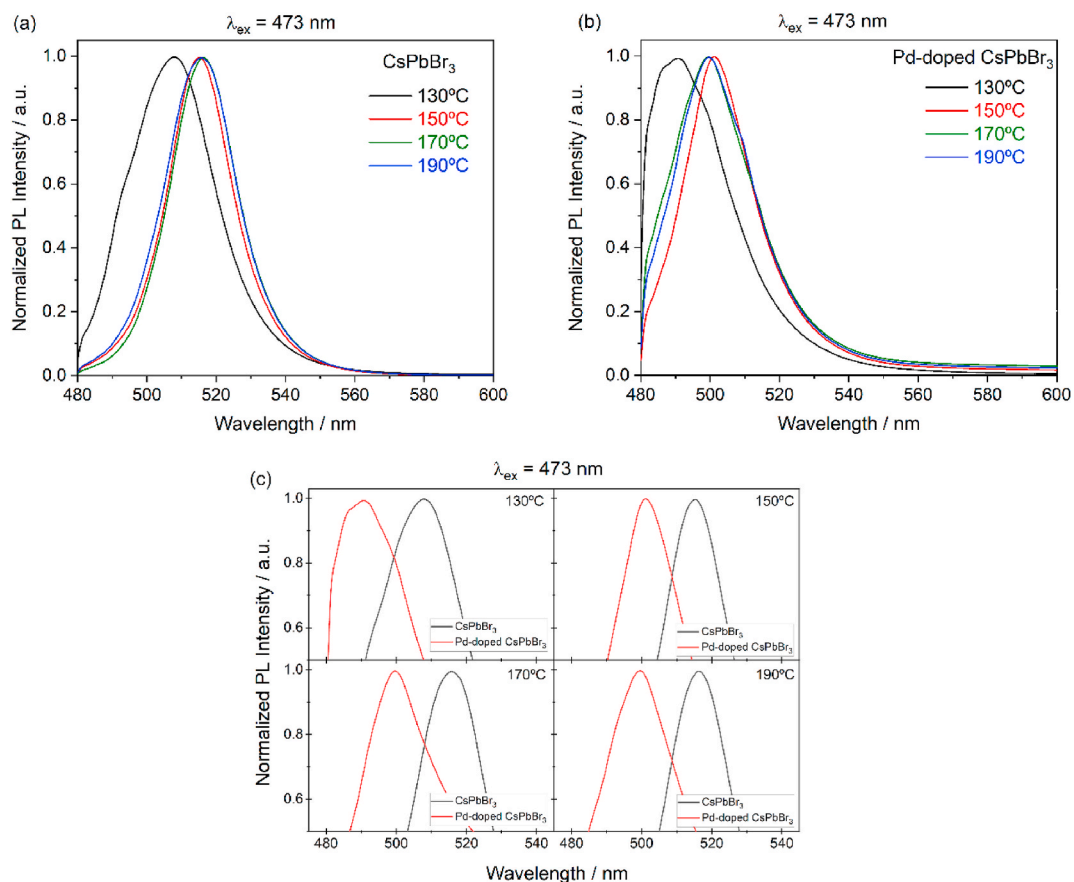 (a)
λex = 473 nm
CsPbBr3
130ºC
150ºC
170ºC
190ºC
1.0
0.8
0.6
0.4
0.2
0.0
Normalized PL Intensity / a.u.
480 500 520 540 560 580 600
Wavelength / nm
(b)
λex = 473 nm
Pd-doped CsPbBr3
130ºC
150ºC
170ºC
190ºC
1.0
0.8
0.6
0.4
0.2
0.0
Normalized PL Intensity / a.u.
480 500 520 540 560 580 600
Wavelength / nm
λex = 473 nm
(c)
Normalized PL Intensity / a.u.
1.0
0.8
0.6
130ºC
CsPbBr3
Pd-doped CsPbBr3
150ºC
CsPbBr3
Pd-doped CsPbBr3
1.0
0.8
0.6
170ºC
CsPbBr3
Pd-doped CsPbBr3
190ºC
CsPbBr3
Pd-doped CsPbBr3
480 500 520 540 480 500 520 540
Wavelength / nm